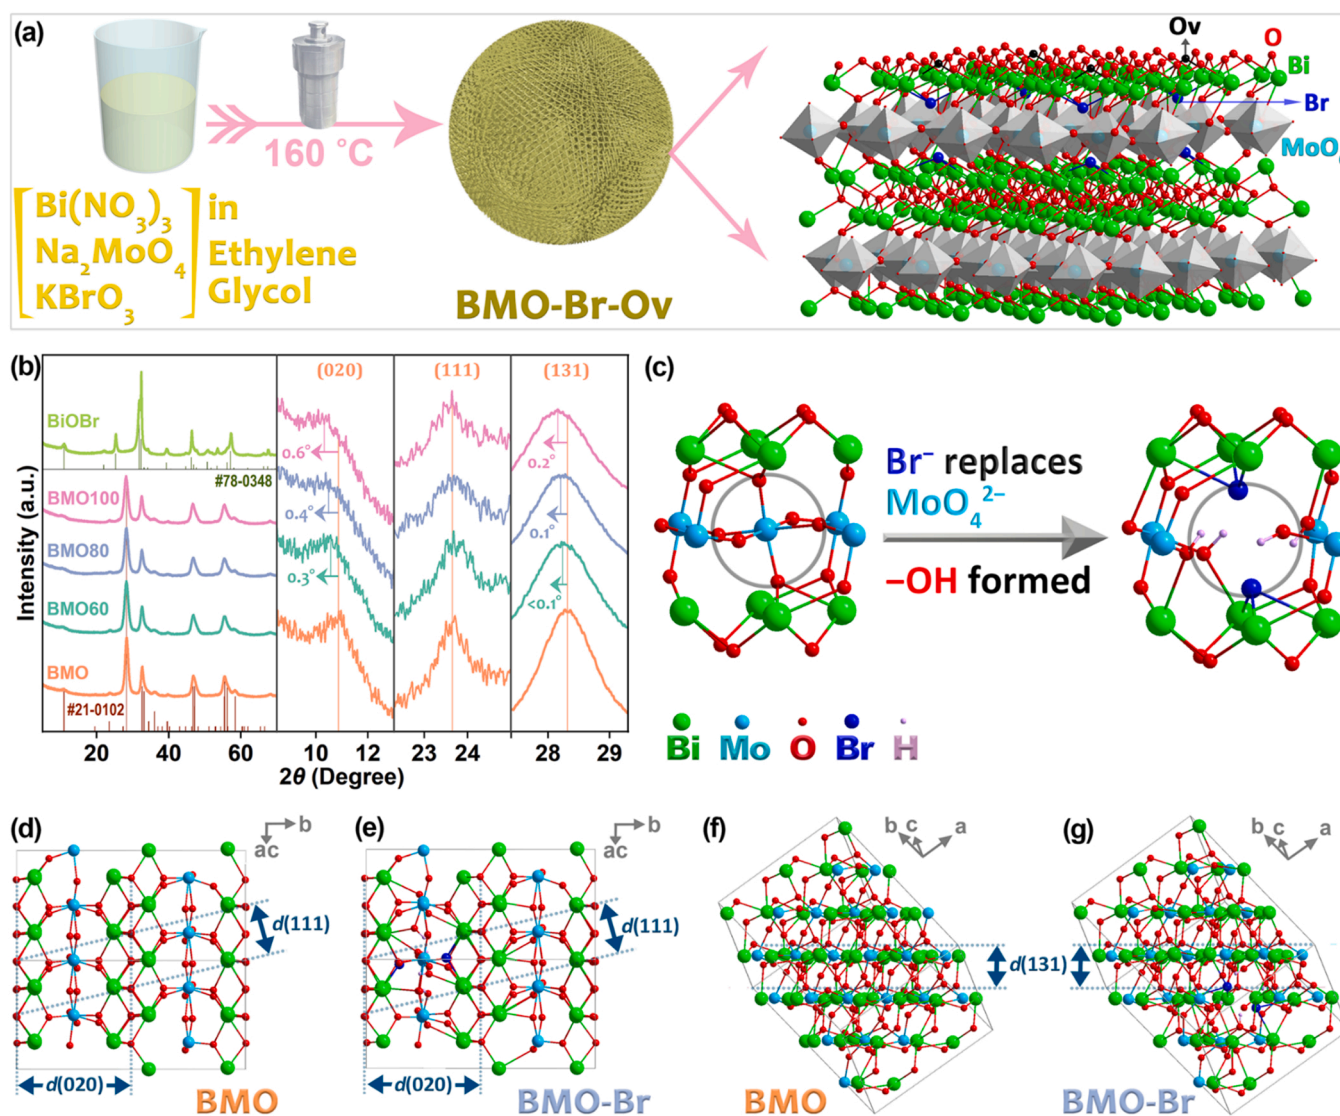 (a)
160 °C
Bi(NO₃)₃
Na₂MoO₄
KBrO₃
in
Ethylene
Glycol
BMO-Br-Ov
Ov
O
Bi
Br
MoO
(b)
(020)
(111)
(131)
BiOBr
#78-0348
BMO100
BMO80
BMO60
BMO
#21-0102
0.6°
0.4°
0.3°
0.2°
0.1°
<0.1°
Intensity (a.u.)
20
40
60
10
12
23
24
28
29
2θ (Degree)
(c)
Br⁻ replaces
MoO₄²⁻
–OH formed
Bi
Mo
O
Br
H
(d)
b
ac
d(111)
d(020)
BMO
(e)
b
ac
d(111)
d(020)
BMO-Br
(f)
b
c
a
d(131)
BMO
(g)
b
c
a
BMO-Br